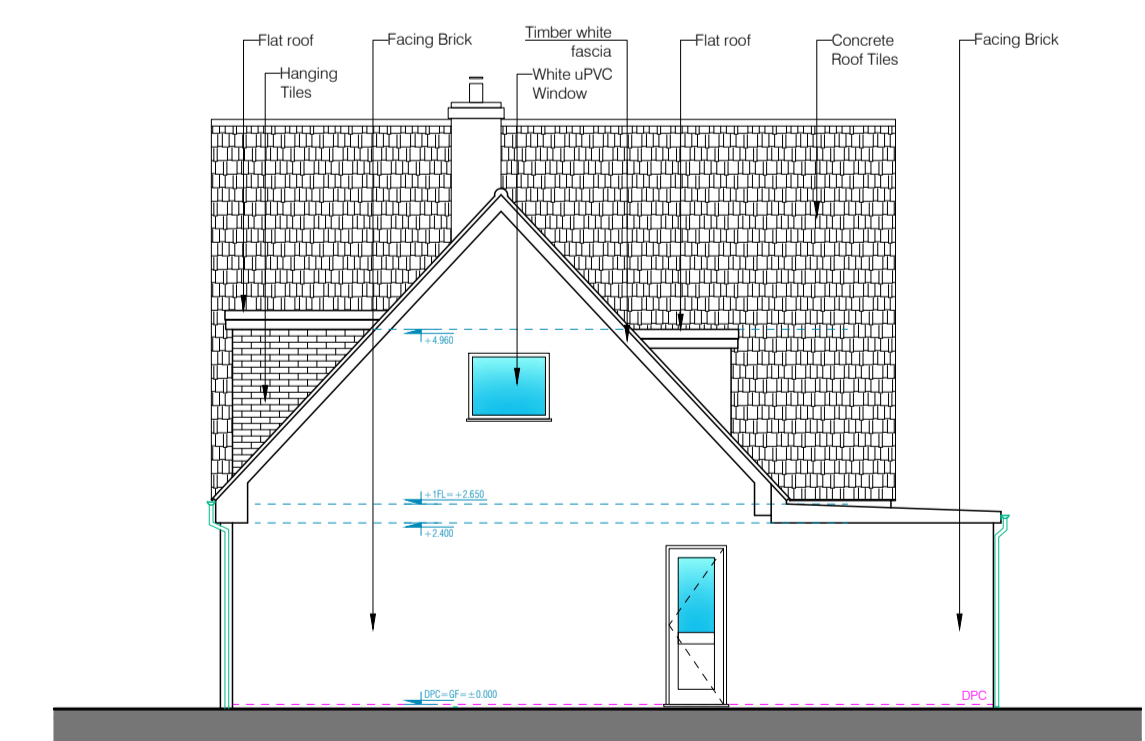 Flat roof
Hanging
Tiles
Facing Brick
Timber white
fascia
White uPVC
Window
Flat roof
Concrete
Roof Tiles
Facing Brick
+4.960
+1FL=+2.650
+2.400
DPC=GF=±0.000
DPC